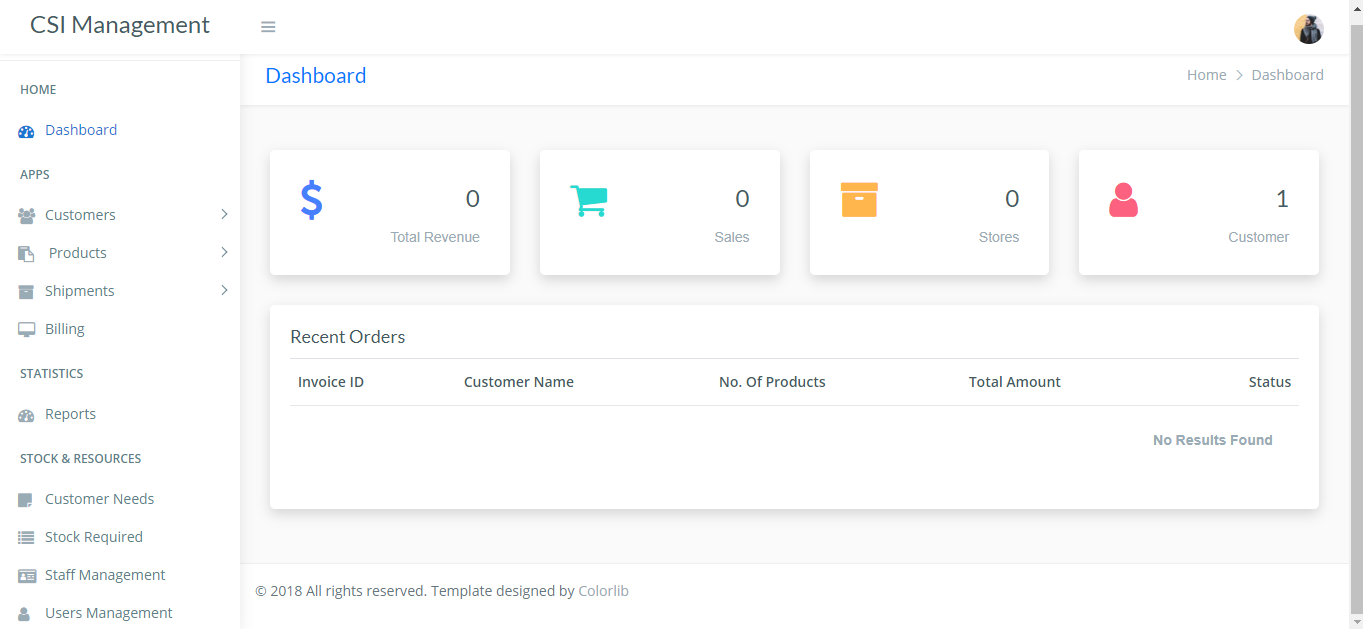 CSI Management
Dashboard
Home > Dashboard
HOME
Dashboard
APPS
Customers
Products
Shipments
Billing
STATISTICS
Reports
STOCK & RESOURCES
Customer Needs
Stock Required
Staff Management
Users Management
0
Total Revenue
0
Sales
0
Stores
1
Customer
Recent Orders
Invoice ID Customer Name No. Of Products Total Amount Status
No Results Found
© 2018 All rights reserved. Template designed by Colorlib